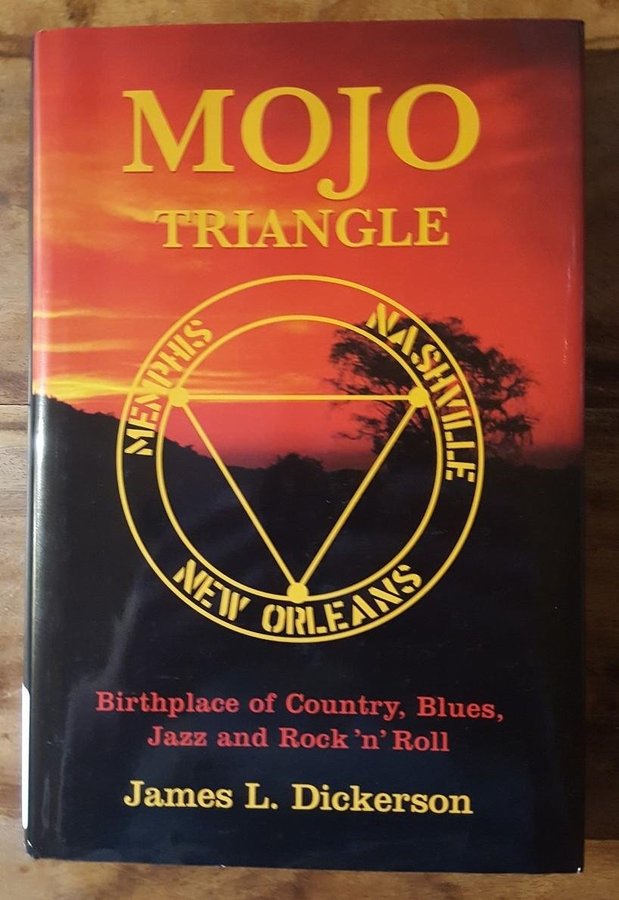 MOJO
TRIANGLE
MEMPHIS
NASHVILLE
NEW ORLEANS
Birthplace of Country, Blues,
Jazz and Rock 'n' Roll
James L. Dickerson